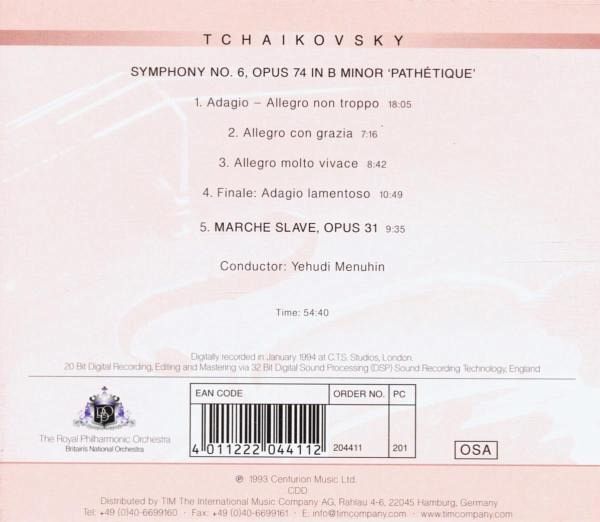 TCHAIKOVSKY
SYMPHONY NO. 6, OPUS 74 IN B MINOR 'PATHÉTIQUE'
1. Adagio – Allegro non troppo 18:05
2. Allegro con grazia 7:16
3. Allegro molto vivace 8:42
4. Finale: Adagio lamentoso 10:49
5. MARCHE SLAVE, OPUS 31 9:35
Conductor: Yehudi Menuhin
Time: 54:40
Digitally recorded in January 1994 at C.T.S. Studios, London.
20 Bit Digital Recording, Editing and Mastering via 32 Bit Digital Sound Processing (DISP) Sound Recording Technology, England
EAN CODE ORDER NO. PC
4 011222 044112 204411 201
OSA
The Royal Philharmonic Orchestra
Britain's National Orchestra
℗ 1993 Centurion Music Ltd.
CDD
Distributed by TIM The International Music Company AG, Rahlau 4-6, 22045 Hamburg, Germany
Tel: +49 (0)40-6699160 · Fax: +49 (0)40-66991611 · E: info@timcompany.com · www.timcompany.com